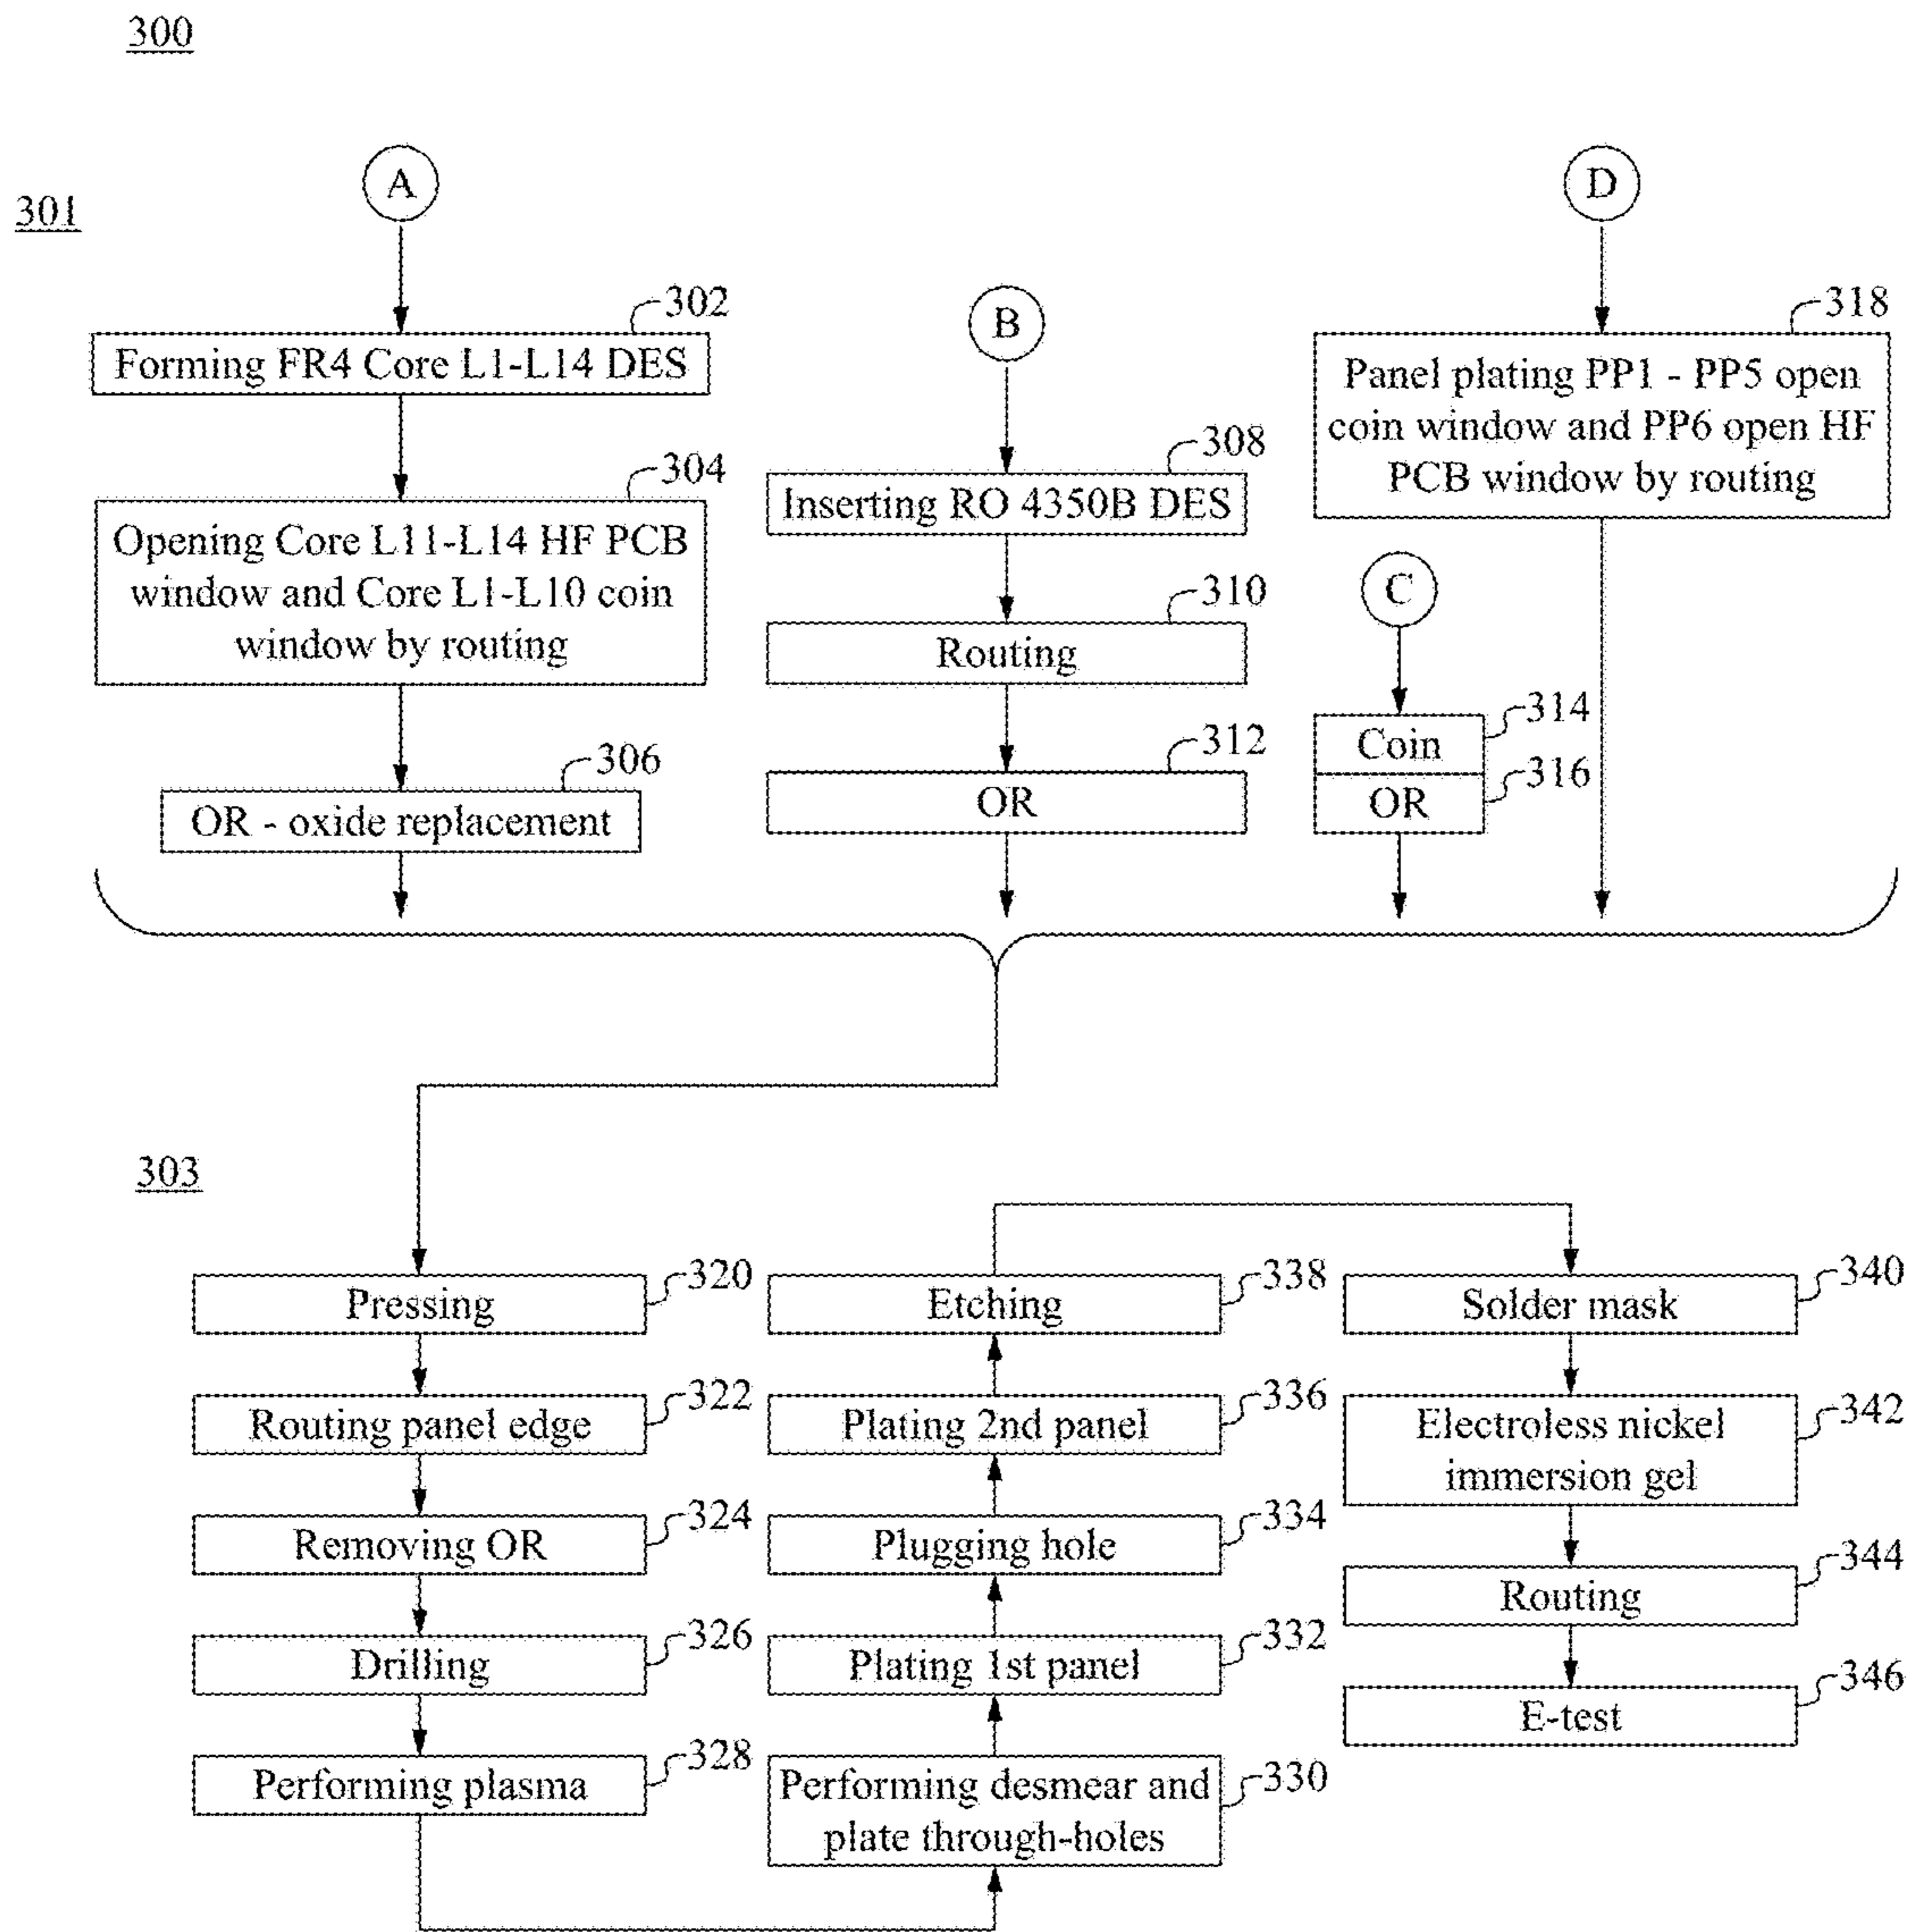 300
301
A
302
Forming FR4 Core L1-L14 DES
304
Opening Core L11-L14 HF PCB
window and Core L1-L10 coin
window by routing
306
OR - oxide replacement
B
308
Inserting RO 4350B DES
310
Routing
312
OR
C
314
Coin
316
OR
D
318
Panel plating PP1 - PP5 open
coin window and PP6 open HF
PCB window by routing
303
320
Pressing
322
Routing panel edge
324
Removing OR
326
Drilling
328
Performing plasma
330
Performing desmear and
plate through-holes
332
Plating 1st panel
334
Plugging hole
336
Plating 2nd panel
338
Etching
340
Solder mask
342
Electroless nickel
immersion gel
344
Routing
346
E-test